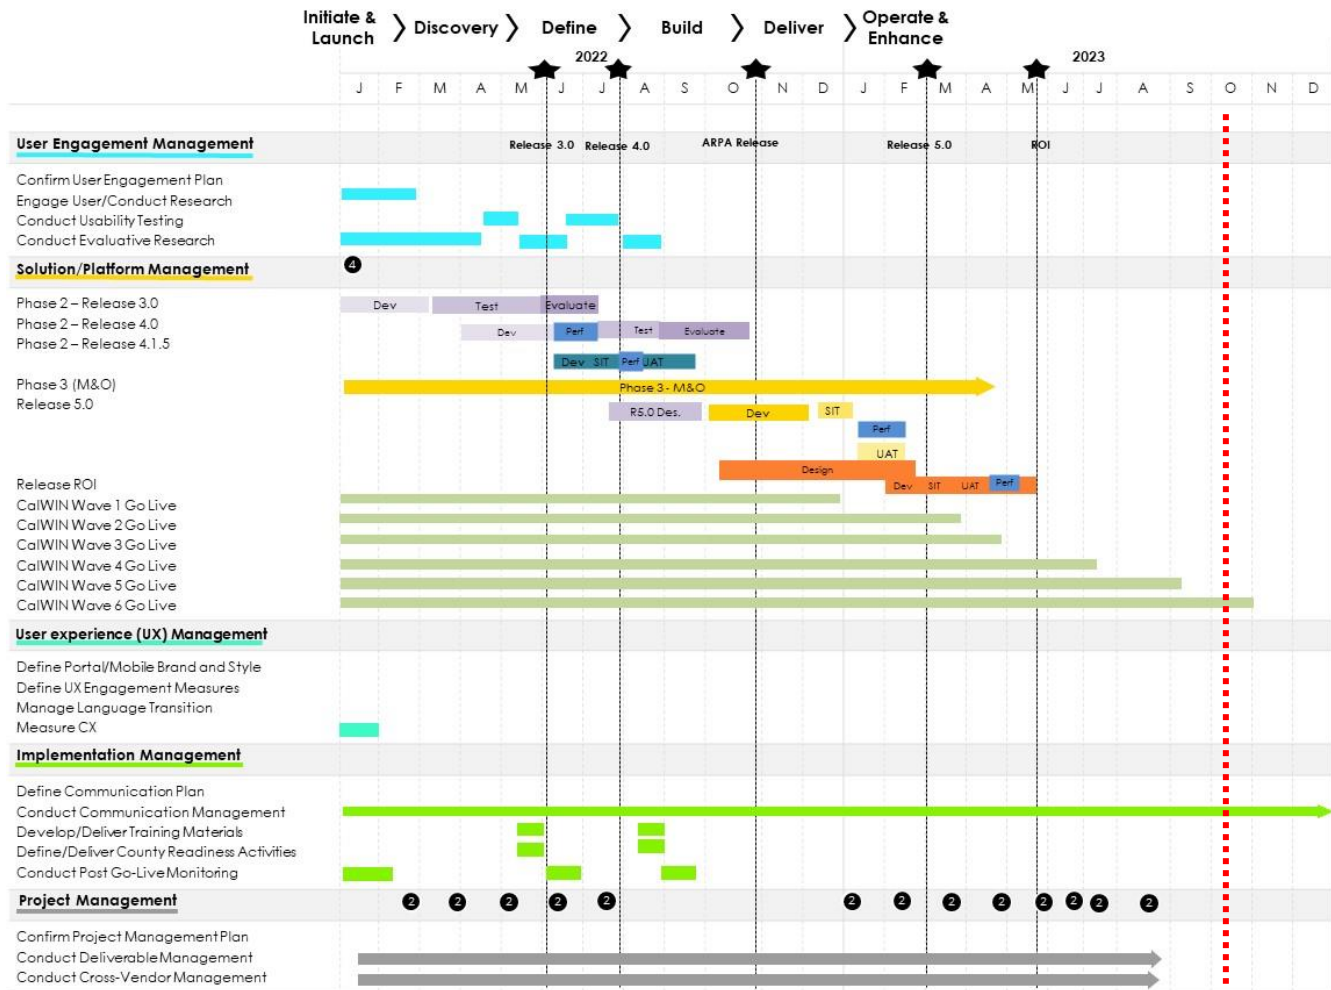 Initiate & Launch
Discovery
Define
Build
Deliver
Operate & Enhance
2022
2023
J F M A M J J A S O N D J F M A M J J A S O N D
User Engagement Management
Release 3.0
Release 4.0
ARPA Release
Release 5.0
ROI
Confirm User Engagement Plan
Engage User/Conduct Research
Conduct Usability Testing
Conduct Evaluative Research
Solution/Platform Management
4
Phase 2 – Release 3.0
Dev
Test
Evaluate
Phase 2 – Release 4.0
Dev
Perf
Test
Evaluate
Phase 2 – Release 4.1.5
Dev SIT Perf UAT
Phase 3 (M&O)
Phase 3 - M&O
Release 5.0
R5.0 Des.
Dev
SIT
Perf
UAT
Design
Release ROI
Dev SIT UAT Perf
CalWIN Wave 1 Go Live
CalWIN Wave 2 Go Live
CalWIN Wave 3 Go Live
CalWIN Wave 4 Go Live
CalWIN Wave 5 Go Live
CalWIN Wave 6 Go Live
User experience (UX) Management
Define Portal/Mobile Brand and Style
Define UX Engagement Measures
Manage Language Transition
Measure CX
Implementation Management
Define Communication Plan
Conduct Communication Management
Develop/Deliver Training Materials
Define/Deliver County Readiness Activities
Conduct Post Go-Live Monitoring
Project Management
2 2 2 2 2 2 2 2 2 2 2 2 2
Confirm Project Management Plan
Conduct Deliverable Management
Conduct Cross-Vendor Management